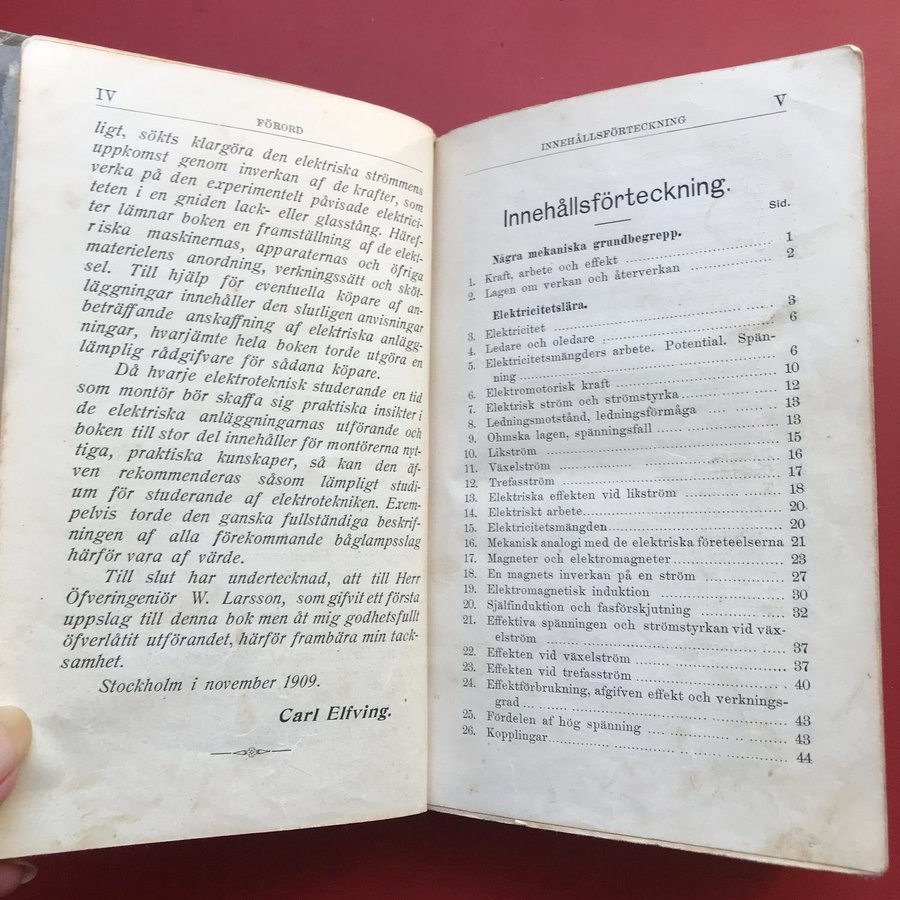 IV
FÖRORD
ligt, sökts klargöra den elektriska strömmens
uppkomst genom inverkan af de krafter, som
verka på den experimentelt påvisade elektrici-
teten i en gniden lack- eller glasstång. Häref-
ter lämnar boken en framställning af de elekt-
riska maskinernas, apparaternas och öfriga
materielens anordning, verkningssätt och sköt-
sel. Till hjälp för eventuella köpare af an-
läggningar innehåller den slutligen anvisningar
beträffande anskaffning af elektriska anlägg-
ningar, hvarjämte hela boken torde utgöra en
lämplig rådgifvare för sådana köpare.
Då hvarje elektroteknisk studerande en tid
som montör bör skaffa sig praktiska insikter i
de elektriska anläggningarnas utförande och
boken till stor del innehåller för montörerna nyt-
tiga, praktiska kunskaper, så kan den äf-
ven rekommenderas såsom lämpligt studi-
um för studerande af elektrotekniken. Exem-
pelvis torde den ganska fullständiga beskrif-
ningen af alla förekommande båglampsslag
härför vara af värde.
Till slut har undertecknad, att till Herr
Öfveringeniör W. Larsson, som gifvit ett första
uppslag till denna bok men åt mig godhetsfullt
öfverlåtit utförandet, härför frambära min tack-
samhet.
Stockholm i november 1909.
Carl Elfving.
INNEHÅLLSFÖRTECKNING V
Innehållsförteckning.
Sid.
Några mekaniska grundbegrepp.
1. Kraft, arbete och effekt 1
2. Lagen om verkan och återverkan 2
Elektricitetslära.
3. Elektricitet 3
4. Ledare och oledare 6
5. Elektricitetsmängders arbete. Potential. Spän-
ning 6
6. Elektromotorisk kraft 10
7. Elektrisk ström och strömstyrka 12
8. Ledningsmotstånd, ledningsförmåga 13
9. Ohmska lagen, spänningsfall 13
10. Likström 15
11. Växelström 16
12. Trefasström 17
13. Elektriska effekten vid likström 18
14. Elektriskt arbete 20
15. Elektricitetsmängden 20
16. Mekanisk analogi med de elektriska företeelserna 21
17. Magneter och elektromagneter 23
18. En magnets inverkan på en ström 27
19. Elektromagnetisk induktion 30
20. Självinduktion och fasförskjutning 32
21. Effektiva spänningen och strömstyrkan vid väx-
elström 37
22. Effekten vid växelström 37
23. Effekten vid trefasström 40
24. Effektförbrukning, afgifven effekt och verknings-
grad 43
25. Fördelen af hög spänning 43
26. Kopplingar 44